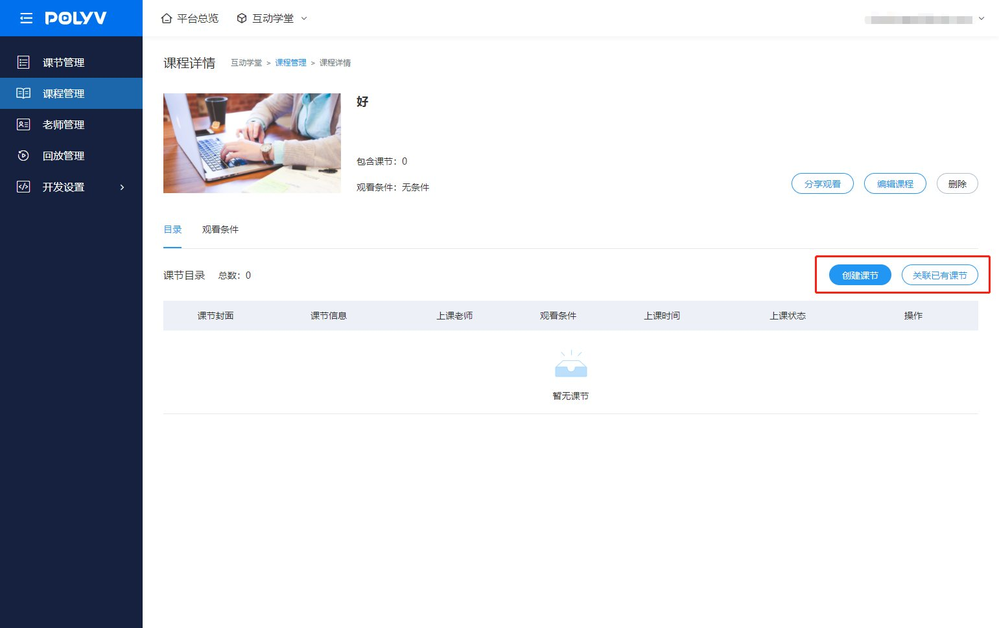 POLYV
平台总览 互动学堂
课节管理
课程管理
老师管理
回放管理
开发设置
课程详情 互动学堂 > 课程管理 > 课程详情
好
包含课节：0
观看条件：无条件
分享观看 编辑课程 删除
目录 观看条件
课节目录 总数：0
创建课节 关联已有课节
课节封面 课节信息 上课老师 观看条件 上课时间 上课状态 操作
暂无课节